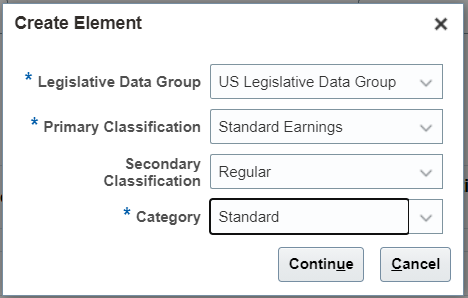 Create Element
* Legislative Data Group US Legislative Data Group
* Primary Classification Standard Earnings
Secondary
Classification Regular
* Category Standard
Continue Cancel